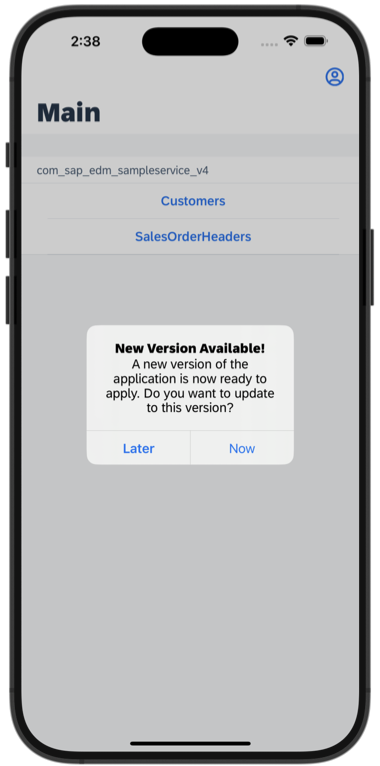 2:38
Main
com_sap_edm_sampleservice_v4
Customers
SalesOrderHeaders
New Version Available!
A new version of the
application is now ready to
apply. Do you want to update
to this version?
Later
Now